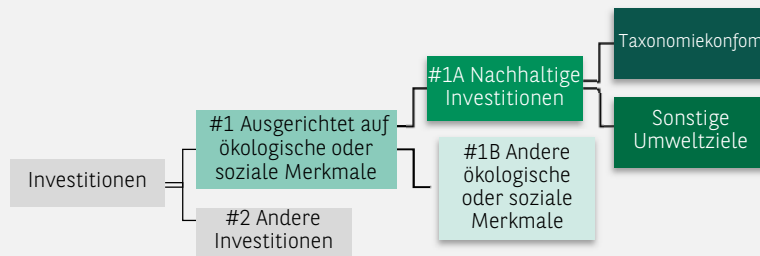 Investitionen
#1 Ausgerichtet auf
ökologische oder
soziale Merkmale
#2 Andere
Investitionen
#1A Nachhaltige
Investitionen
#1B Andere
ökologische
oder soziale
Merkmale
Taxonomiekonfom
Sonstige
Umweltziele